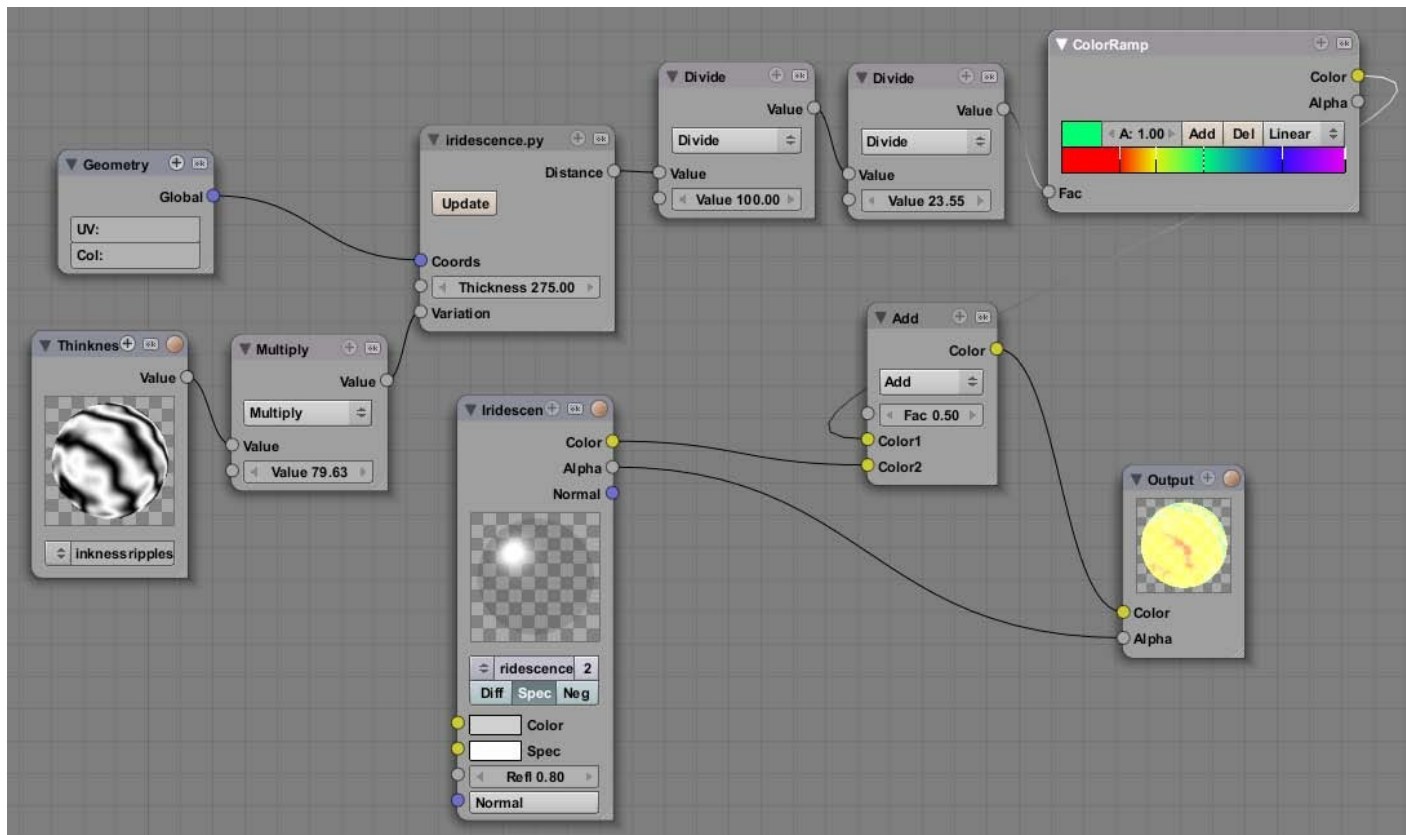 Geometry
Global
UV:
Col:
Thinknes
Value
inknessripples
Multiply
Value
Multiply
Value
Value 79.63
iridescence.py
Distance
Update
Coords
Thickness 275.00
Variation
Divide
Value
Divide
Value
Value 100.00
Divide
Value
Divide
Value
Value 23.55
ColorRamp
Color
Alpha
A: 1.00 Add Del Linear
Fac
Iridescen
Color
Alpha
Normal
ridescence 2
Diff Spec Neg
Color
Spec
Refl 0.80
Normal
Add
Color
Add
Fac 0.50
Color1
Color2
Output
Color
Alpha